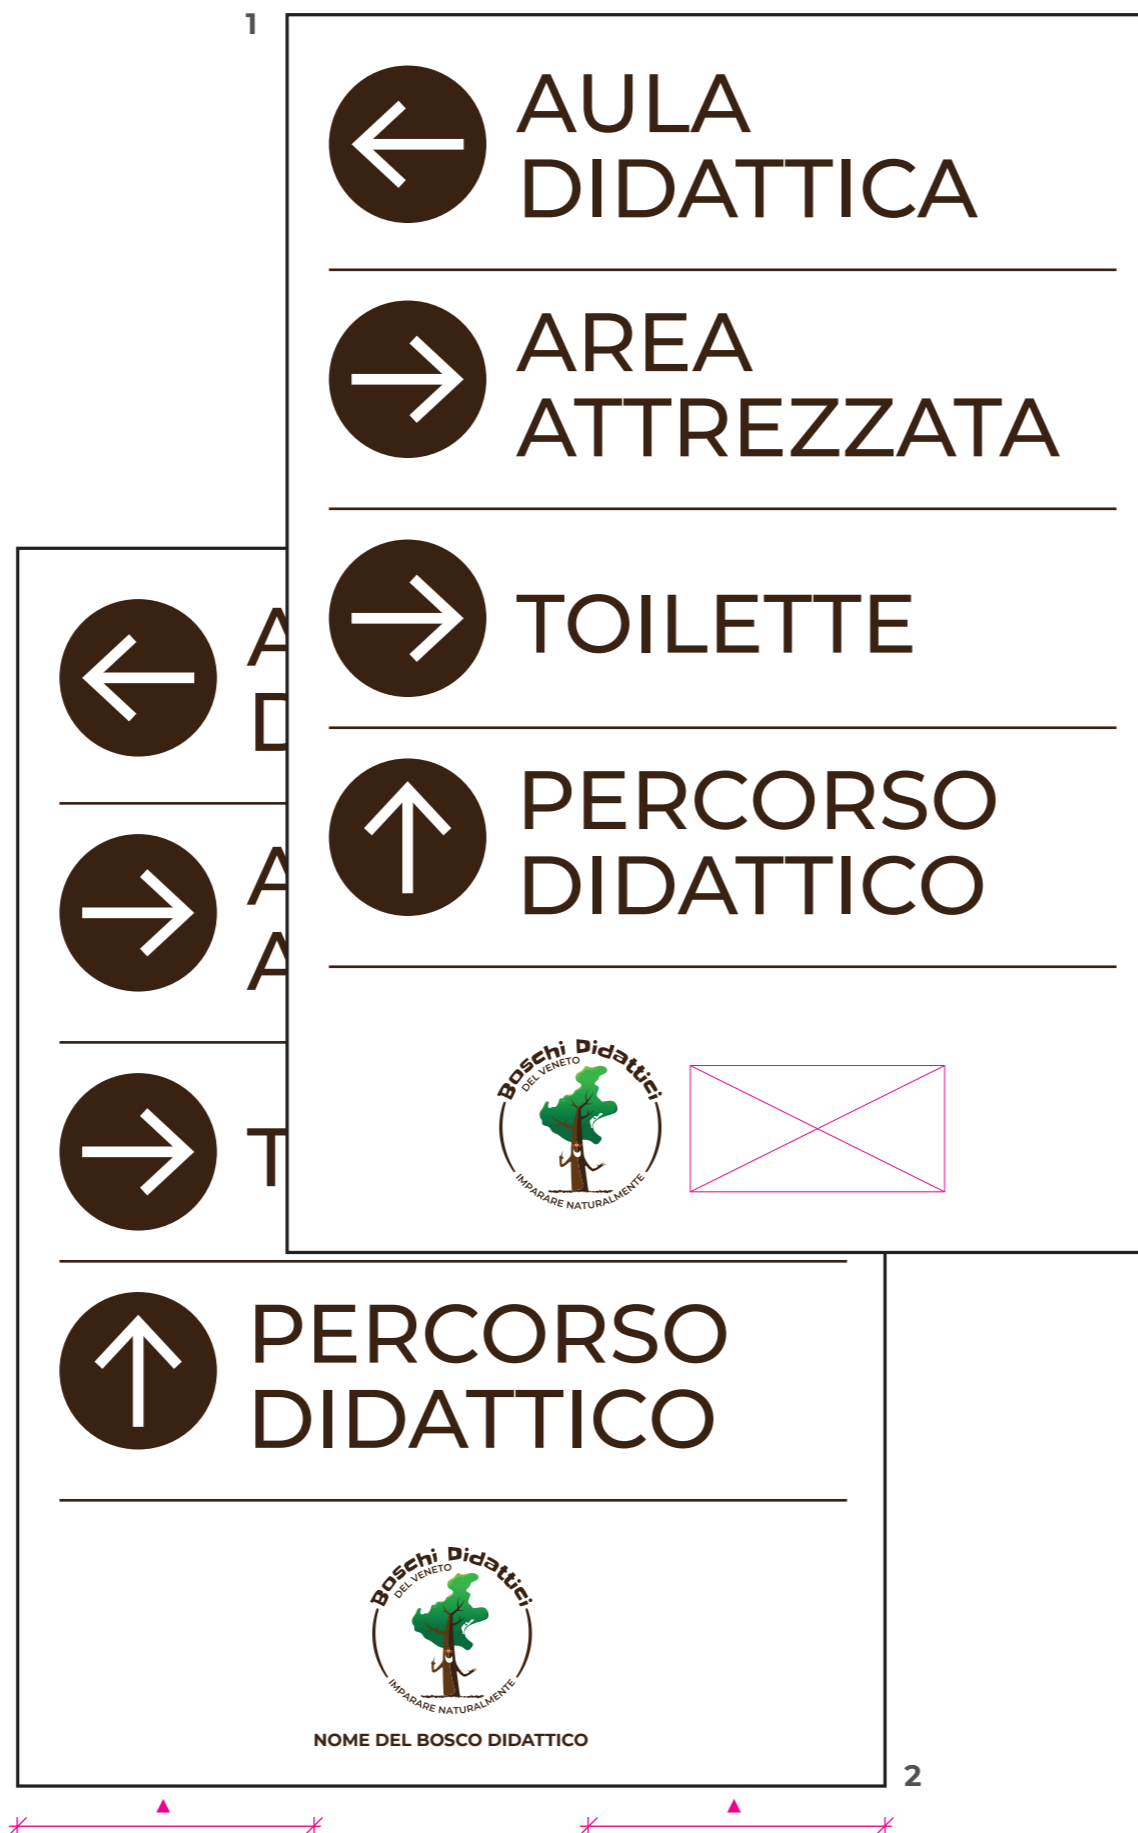 1
AULA
DIDATTICA
AREA
ATTREZZATA
TOILETTE
PERCORSO
DIDATTICO
Boschi Didattici
DEL VENETO
IMPARARE NATURALMENTE
A
D
A
A
T
PERCORSO
DIDATTICO
Boschi Didattici
DEL VENETO
IMPARARE NATURALMENTE
NOME DEL BOSCO DIDATTICO
2